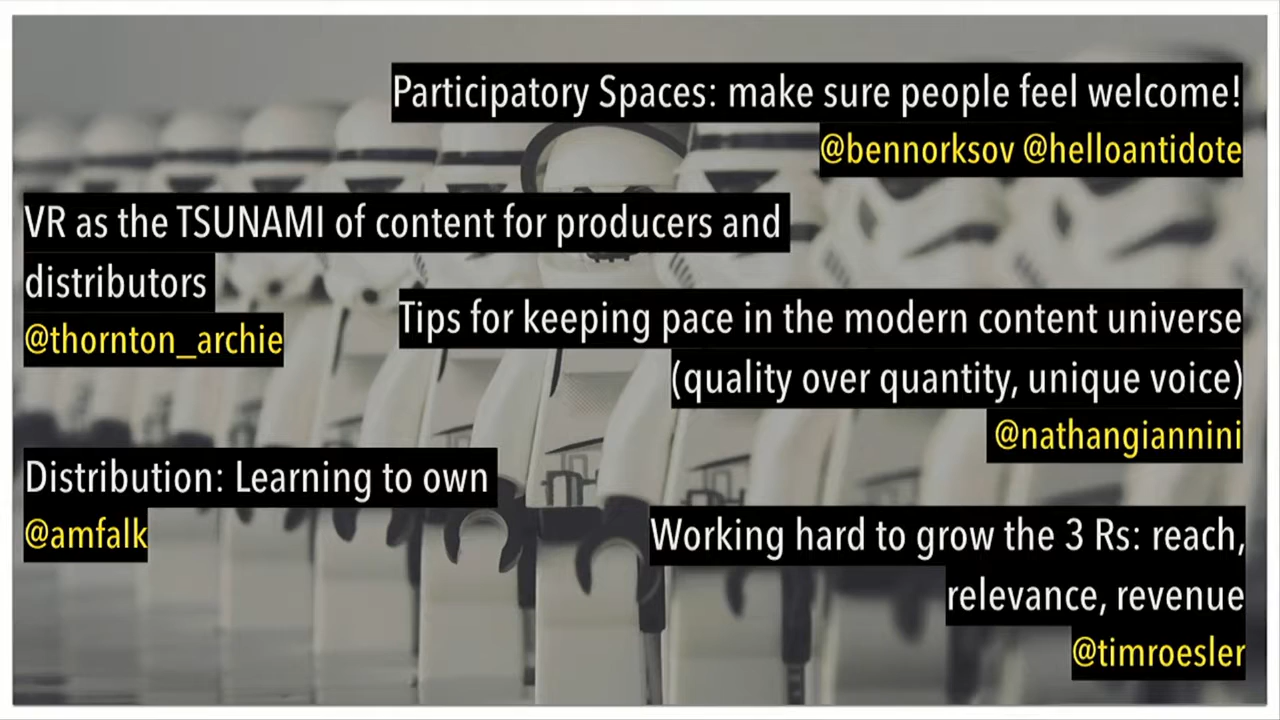 Participatory Spaces: make sure people feel welcome!
@bennorksov @helloantidote
VR as the TSUNAMI of content for producers and
distributors
@thornton_archie
Tips for keeping pace in the modern content universe
(quality over quantity, unique voice)
@nathangiannini
Distribution: Learning to own
@amfalk
Working hard to grow the 3 Rs: reach,
relevance, revenue
@timroesler